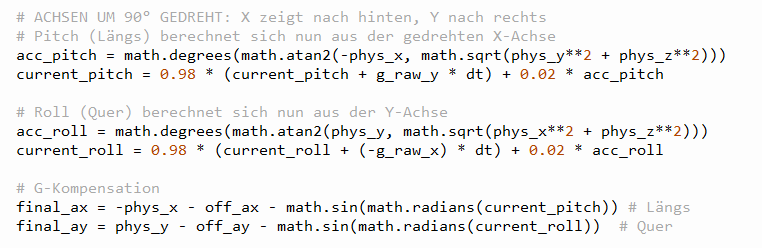 # ACHSEN UM 90° GEDREHT: X zeigt nach hinten, Y nach rechts
# Pitch (Längs) berechnet sich nun aus der gedrehten X-Achse
acc_pitch = math.degrees(math.atan2(-phys_x, math.sqrt(phys_y**2 + phys_z**2)))
current_pitch = 0.98 * (current_pitch + g_raw_y * dt) + 0.02 * acc_pitch
# Roll (Quer) berechnet sich nun aus der Y-Achse
acc_roll = math.degrees(math.atan2(phys_y, math.sqrt(phys_x**2 + phys_z**2)))
current_roll = 0.98 * (current_roll + (-g_raw_x) * dt) + 0.02 * acc_roll
# G-Kompensation
final_ax = -phys_x - off_ax - math.sin(math.radians(current_pitch)) # Längs
final_ay = phys_y - off_ay - math.sin(math.radians(current_roll))  # Quer